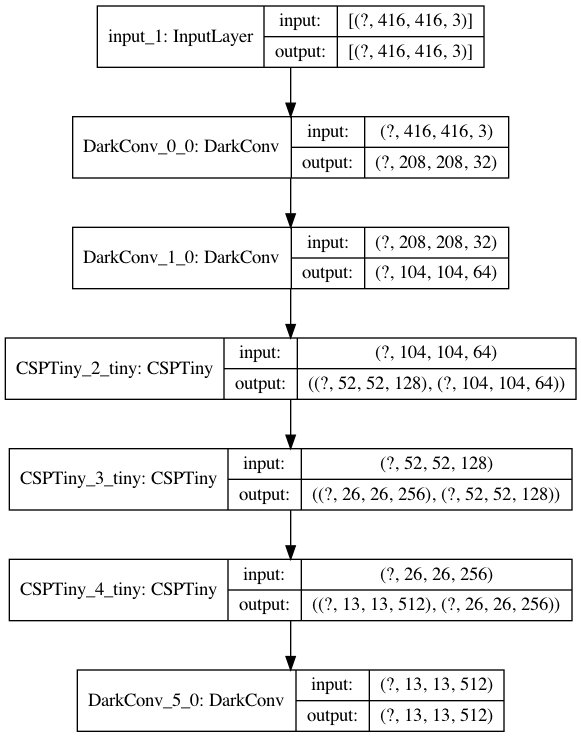 input_1: InputLayer
input:
[(?, 416, 416, 3)]
output:
[(?, 416, 416, 3)]
DarkConv_0_0: DarkConv
input:
(?, 416, 416, 3)
output:
(?, 208, 208, 32)
DarkConv_1_0: DarkConv
input:
(?, 208, 208, 32)
output:
(?, 104, 104, 64)
CSPTiny_2_tiny: CSPTiny
input:
(?, 104, 104, 64)
output:
((?, 52, 52, 128), (?, 104, 104, 64))
CSPTiny_3_tiny: CSPTiny
input:
(?, 52, 52, 128)
output:
((?, 26, 26, 256), (?, 52, 52, 128))
CSPTiny_4_tiny: CSPTiny
input:
(?, 26, 26, 256)
output:
((?, 13, 13, 512), (?, 26, 26, 256))
DarkConv_5_0: DarkConv
input:
(?, 13, 13, 512)
output:
(?, 13, 13, 512)